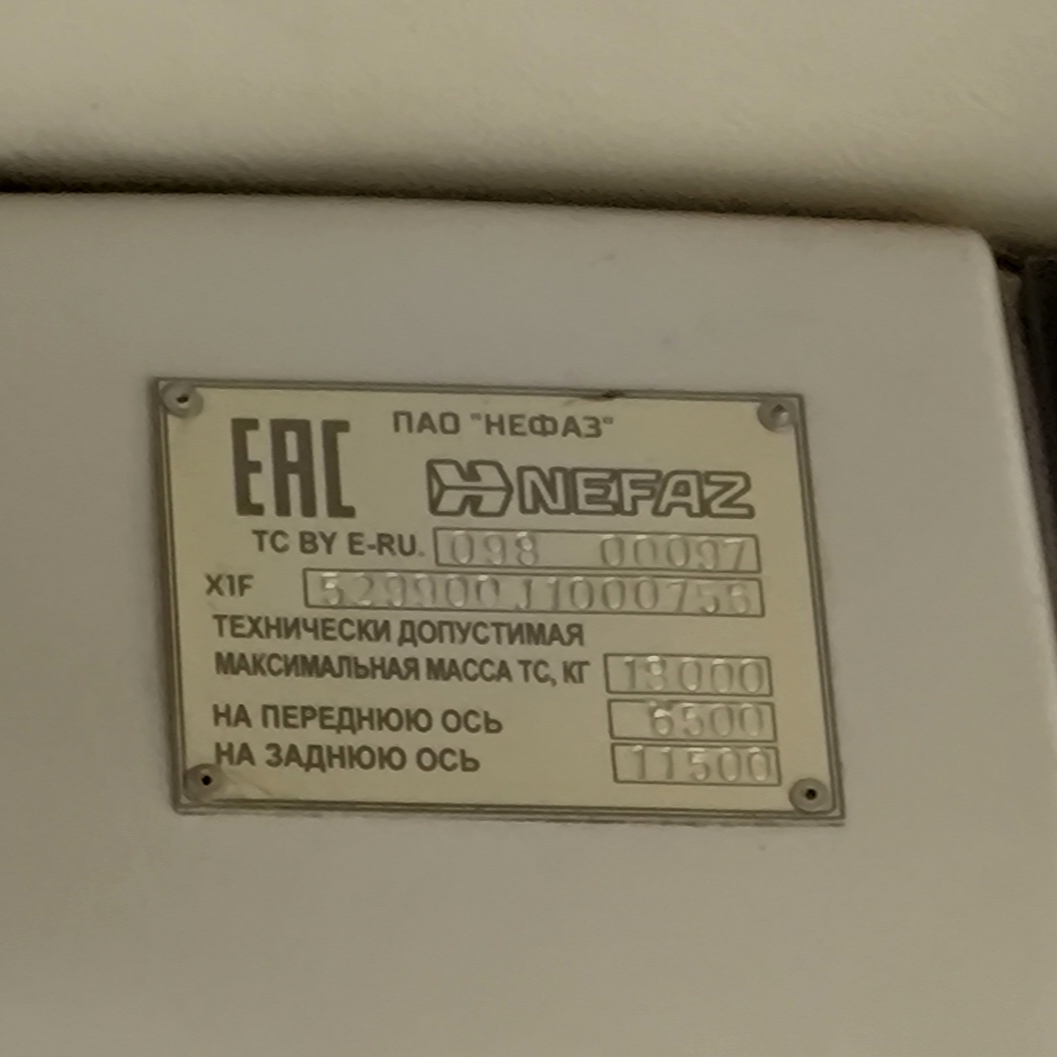 ПАО "НЕФАЗ"
EAC NEFAZ
ТС BY E-RU. 098 00097
X1F 529900J1000756
ТЕХНИЧЕСКИ ДОПУСТИМАЯ
МАКСИМАЛЬНАЯ МАССА ТС, КГ 18000
НА ПЕРЕДНЮЮ ОСЬ 6500
НА ЗАДНЮЮ ОСЬ 11500